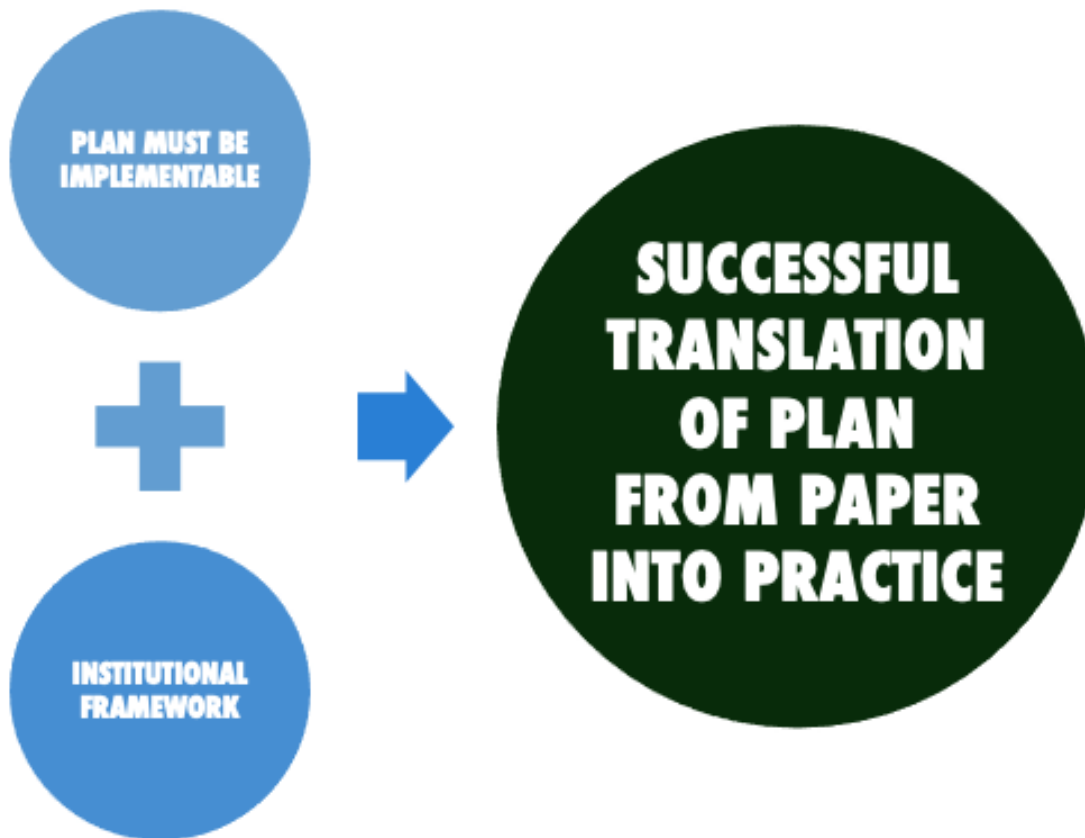 PLAN MUST BE
IMPLEMENTABLE
INSTITUTIONAL
FRAMEWORK
SUCCESSFUL
TRANSLATION
OF PLAN
FROM PAPER
INTO PRACTICE